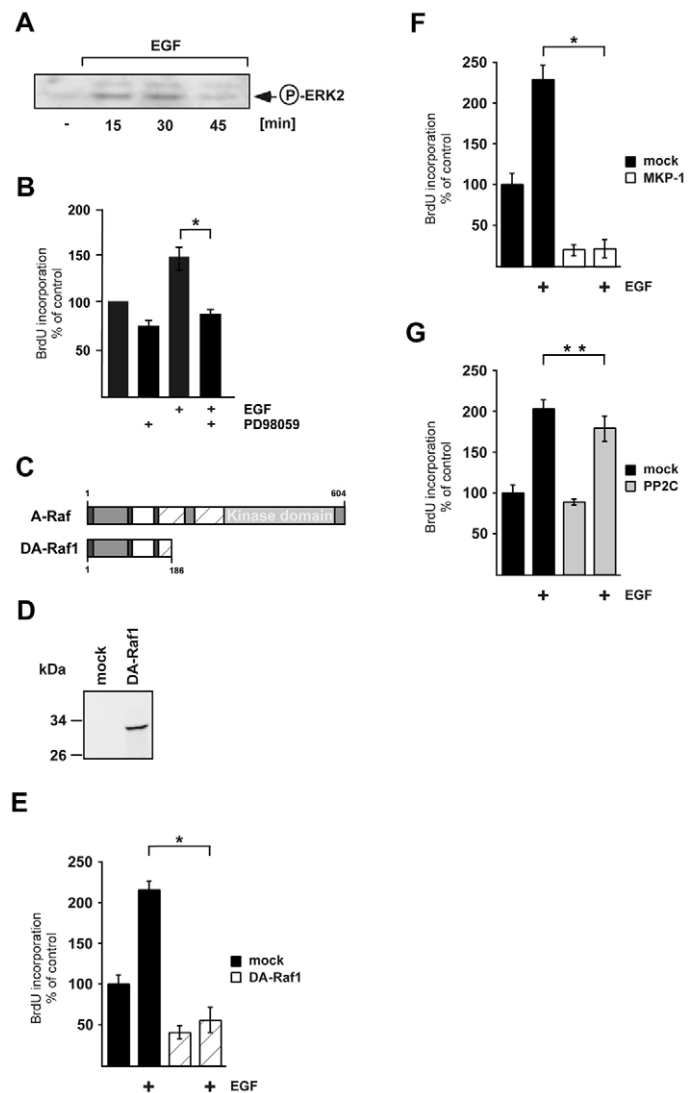 A
EGF
P-ERK2
- 15 30 45 [min]
B
BrdU incorporation
% of control
200
150
100
50
*
+ + EGF
+ + PD98059
C
1 604
A-Raf
Kinase domain
DA-Raf1
1 186
D
mock
DA-Raf1
kDa
34
26
E
BrdU incorporation
% of control
250
200
150
100
50
*
mock
DA-Raf1
+ + EGF
F
BrdU incorporation
% of control
250
200
150
100
50
*
mock
MKP-1
+ + EGF
G
BrdU incorporation
% of control
250
200
150
100
50
* *
mock
PP2C
+ + EGF